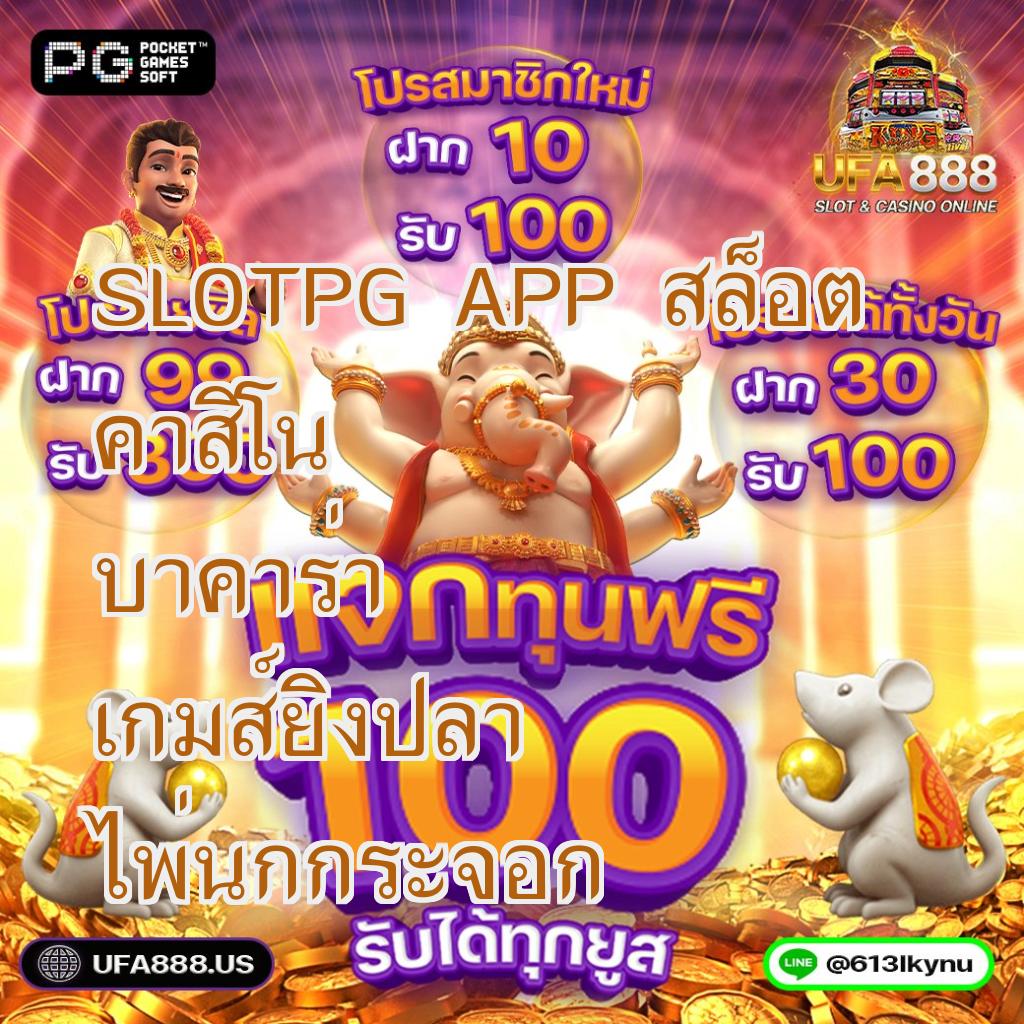 PG POCKET GAMES SOFT™
UFA888
SLOT & CASINO ONLINE
โปรสมาชิกใหม่
ฝาก 10
รับ 100
SLOTPG APP สล็อต
ทั้งวัน
ฝาก 99
ฝาก 30
คาสีโน
รับ
รับ 100
บาคาร่า
แจกทุนฟรี
เกมส์ยิงปลา
100
ไพ่นกกระจอก
รับได้ทุกยูส
UFA888.US
LINE @613lkynu